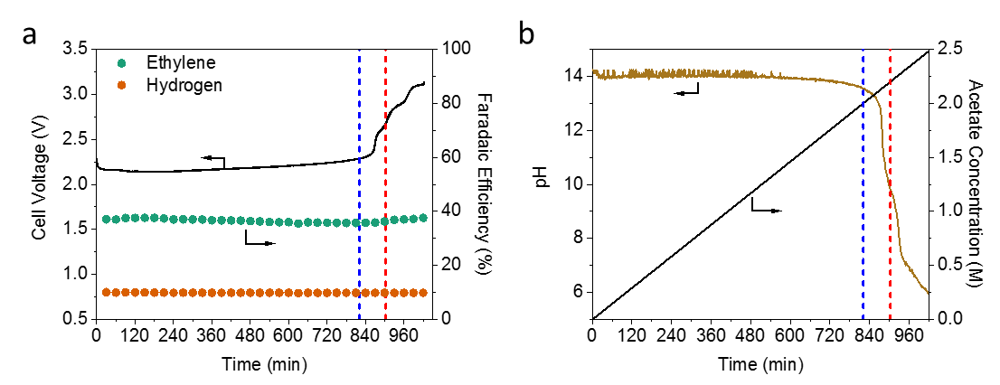 a
Cell Voltage (V)
3.5
3.0
2.5
2.0
1.5
1.0
0.5
Ethylene
Hydrogen
100
80
60
40
20
0
Faradaic Efficiency (%)
0 120 240 360 480 600 720 840 960
Time (min)
b
pH
14
12
10
8
6
2.5
2.0
1.5
1.0
0.5
0.0
Acetate Concentration (M)
0 120 240 360 480 600 720 840 960
Time (min)